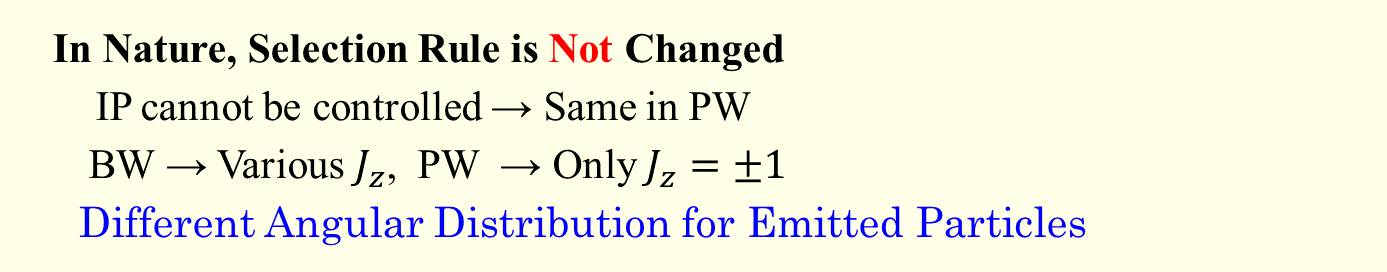 In Nature, Selection Rule is Not Changed
IP cannot be controlled → Same in PW
BW → Various J_z, PW → Only J_z = ±1
Different Angular Distribution for Emitted Particles